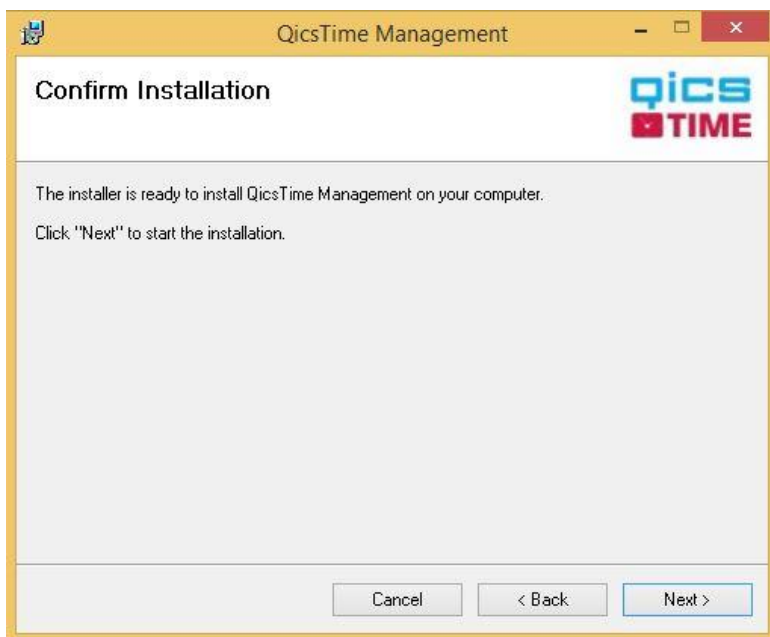 QicsTime Management
Confirm Installation
Qics
TIME
The installer is ready to install QicsTime Management on your computer.
Click "Next" to start the installation.
Cancel
< Back
Next >